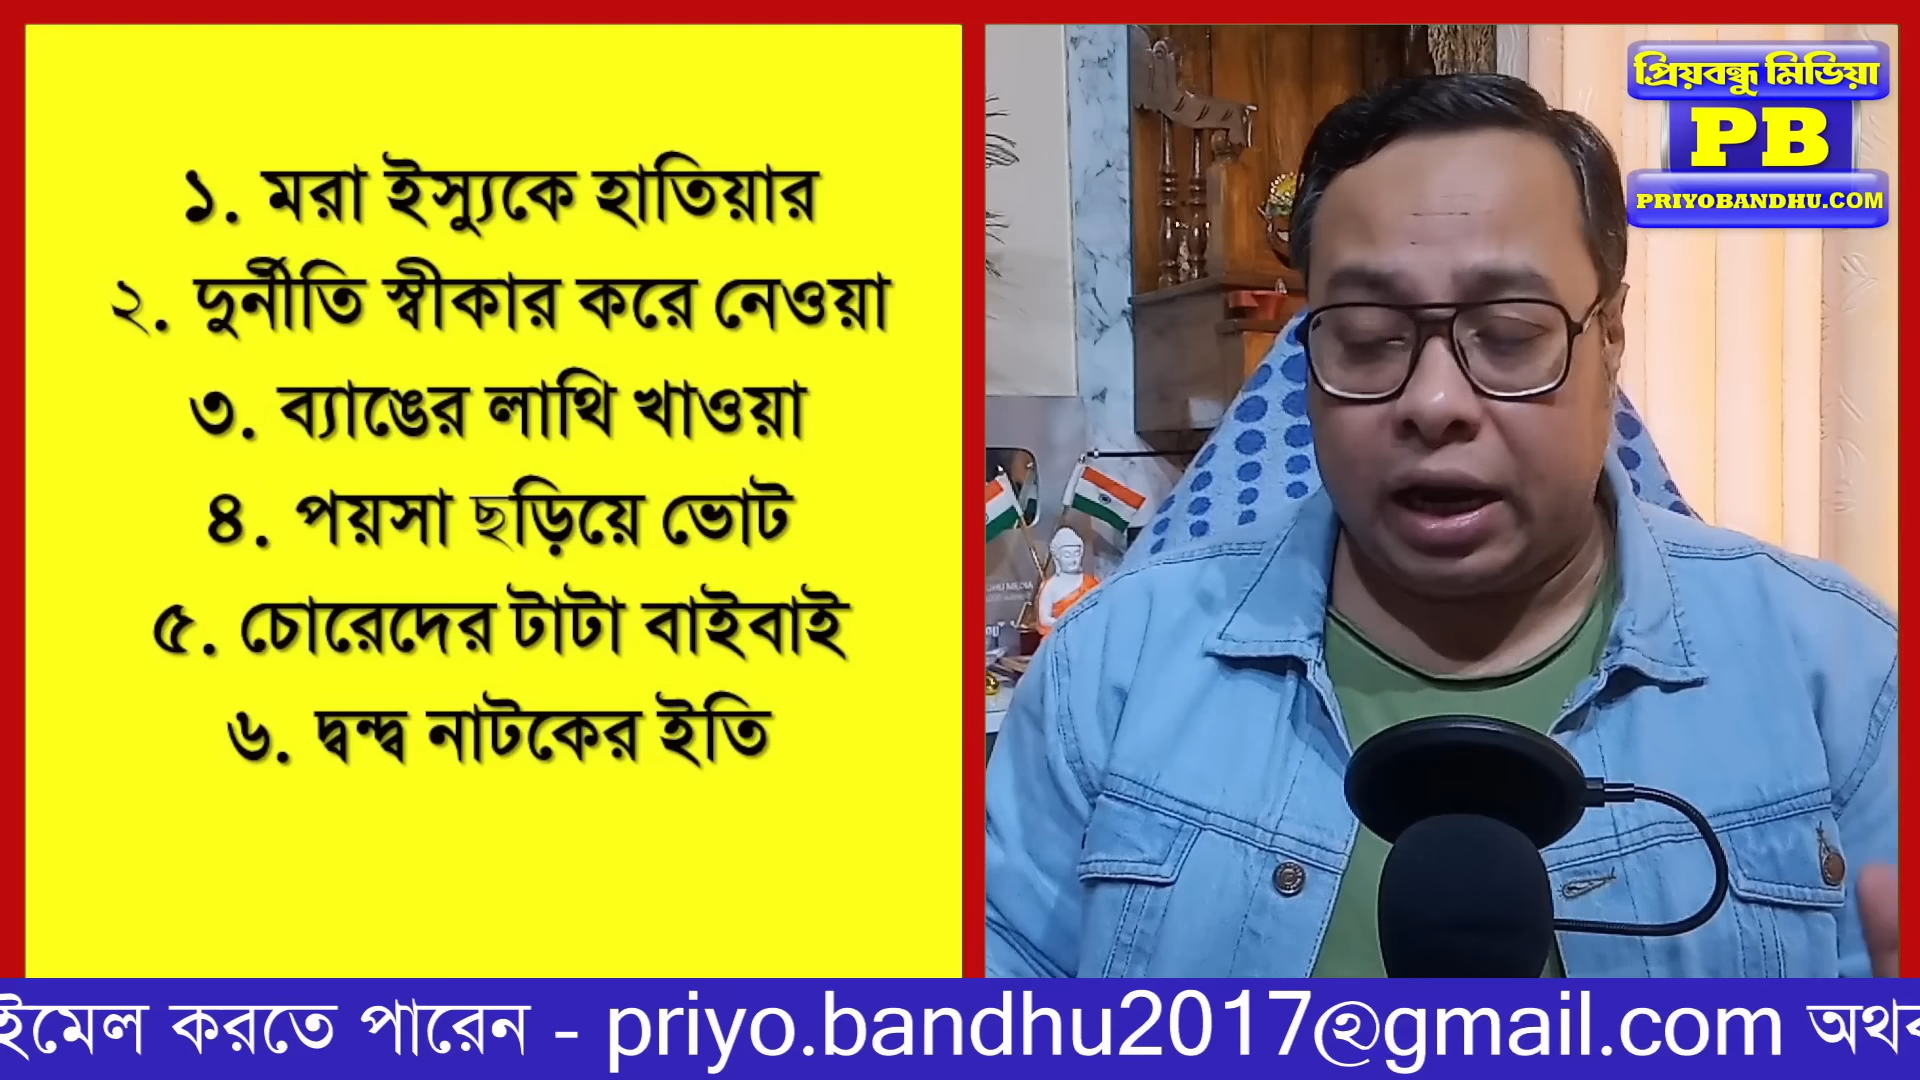 ১. মরা ইস্যুকে হাতিয়ার
২. দুর্নীতি স্বীকার করে নেওয়া
৩. ব্যাঙের লাথি খাওয়া
৪. পয়সা ছড়িয়ে ভোট
৫. চোরেদের টাটা বাইবাই
৬. দ্বন্দ্ব নাটকের ইতি
প্রিয়বন্ধু মিডিয়া
PB
PRIYOBANDHU.COM
ইমেল করতে পারেন - priyo.bandhu2017@gmail.com